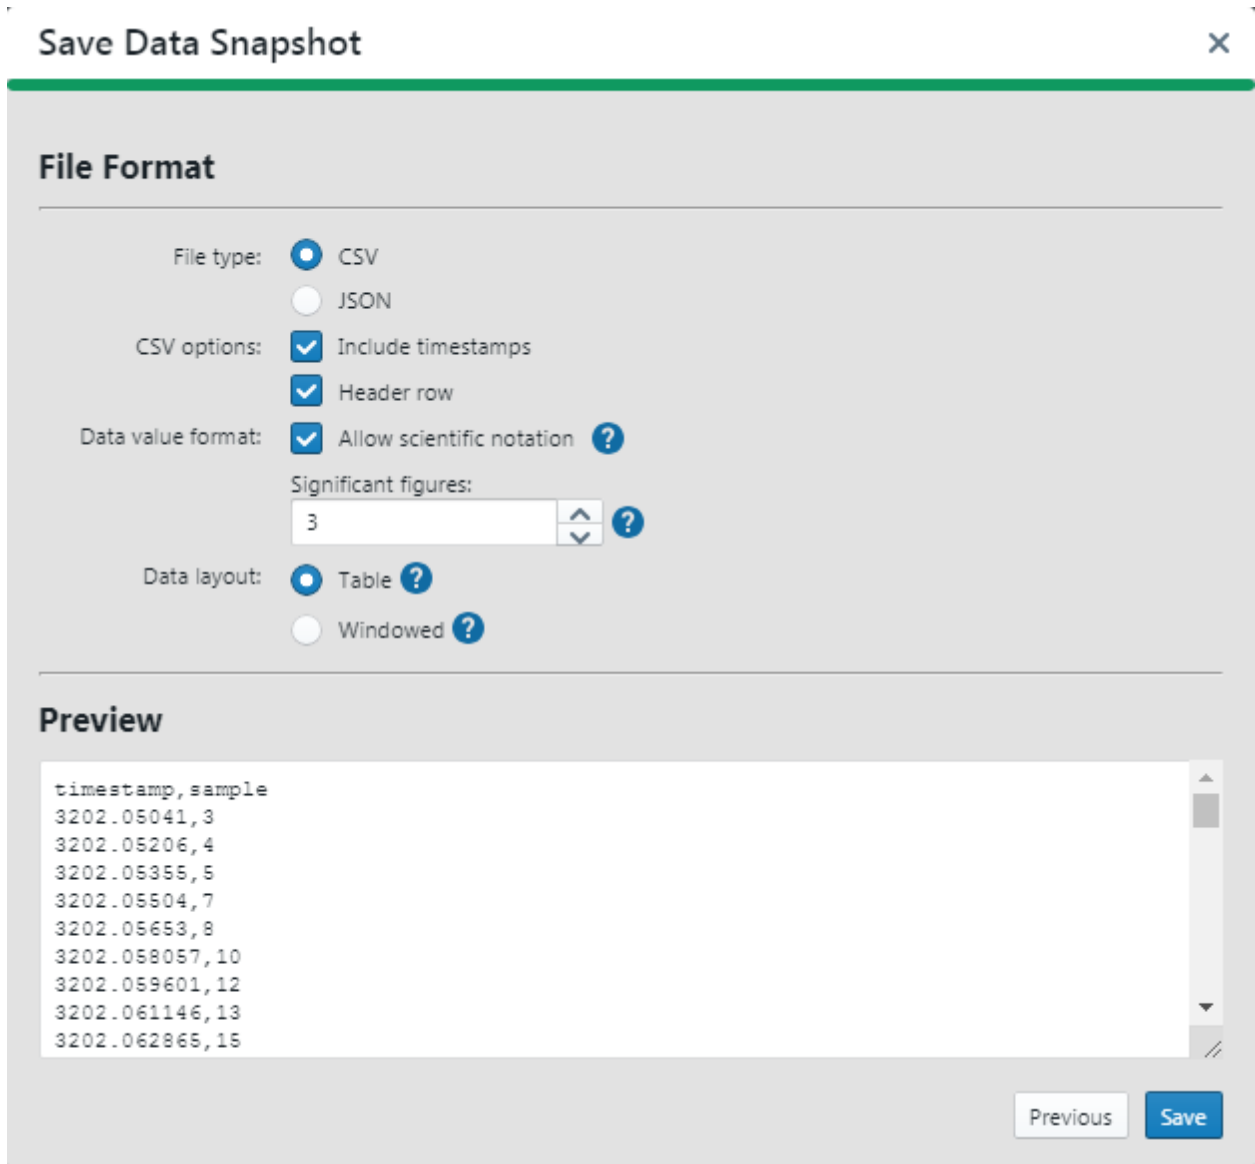 Save Data Snapshot
File Format
File type: CSV
JSON
CSV options: Include timestamps
Header row
Data value format: Allow scientific notation ?
Significant figures:
3 ?
Data layout: Table ?
Windowed ?
Preview
timestamp,sample
3202.05041,3
3202.05206,4
3202.05355,5
3202.05504,7
3202.05653,8
3202.058057,10
3202.059601,12
3202.061146,13
3202.062865,15
Previous Save